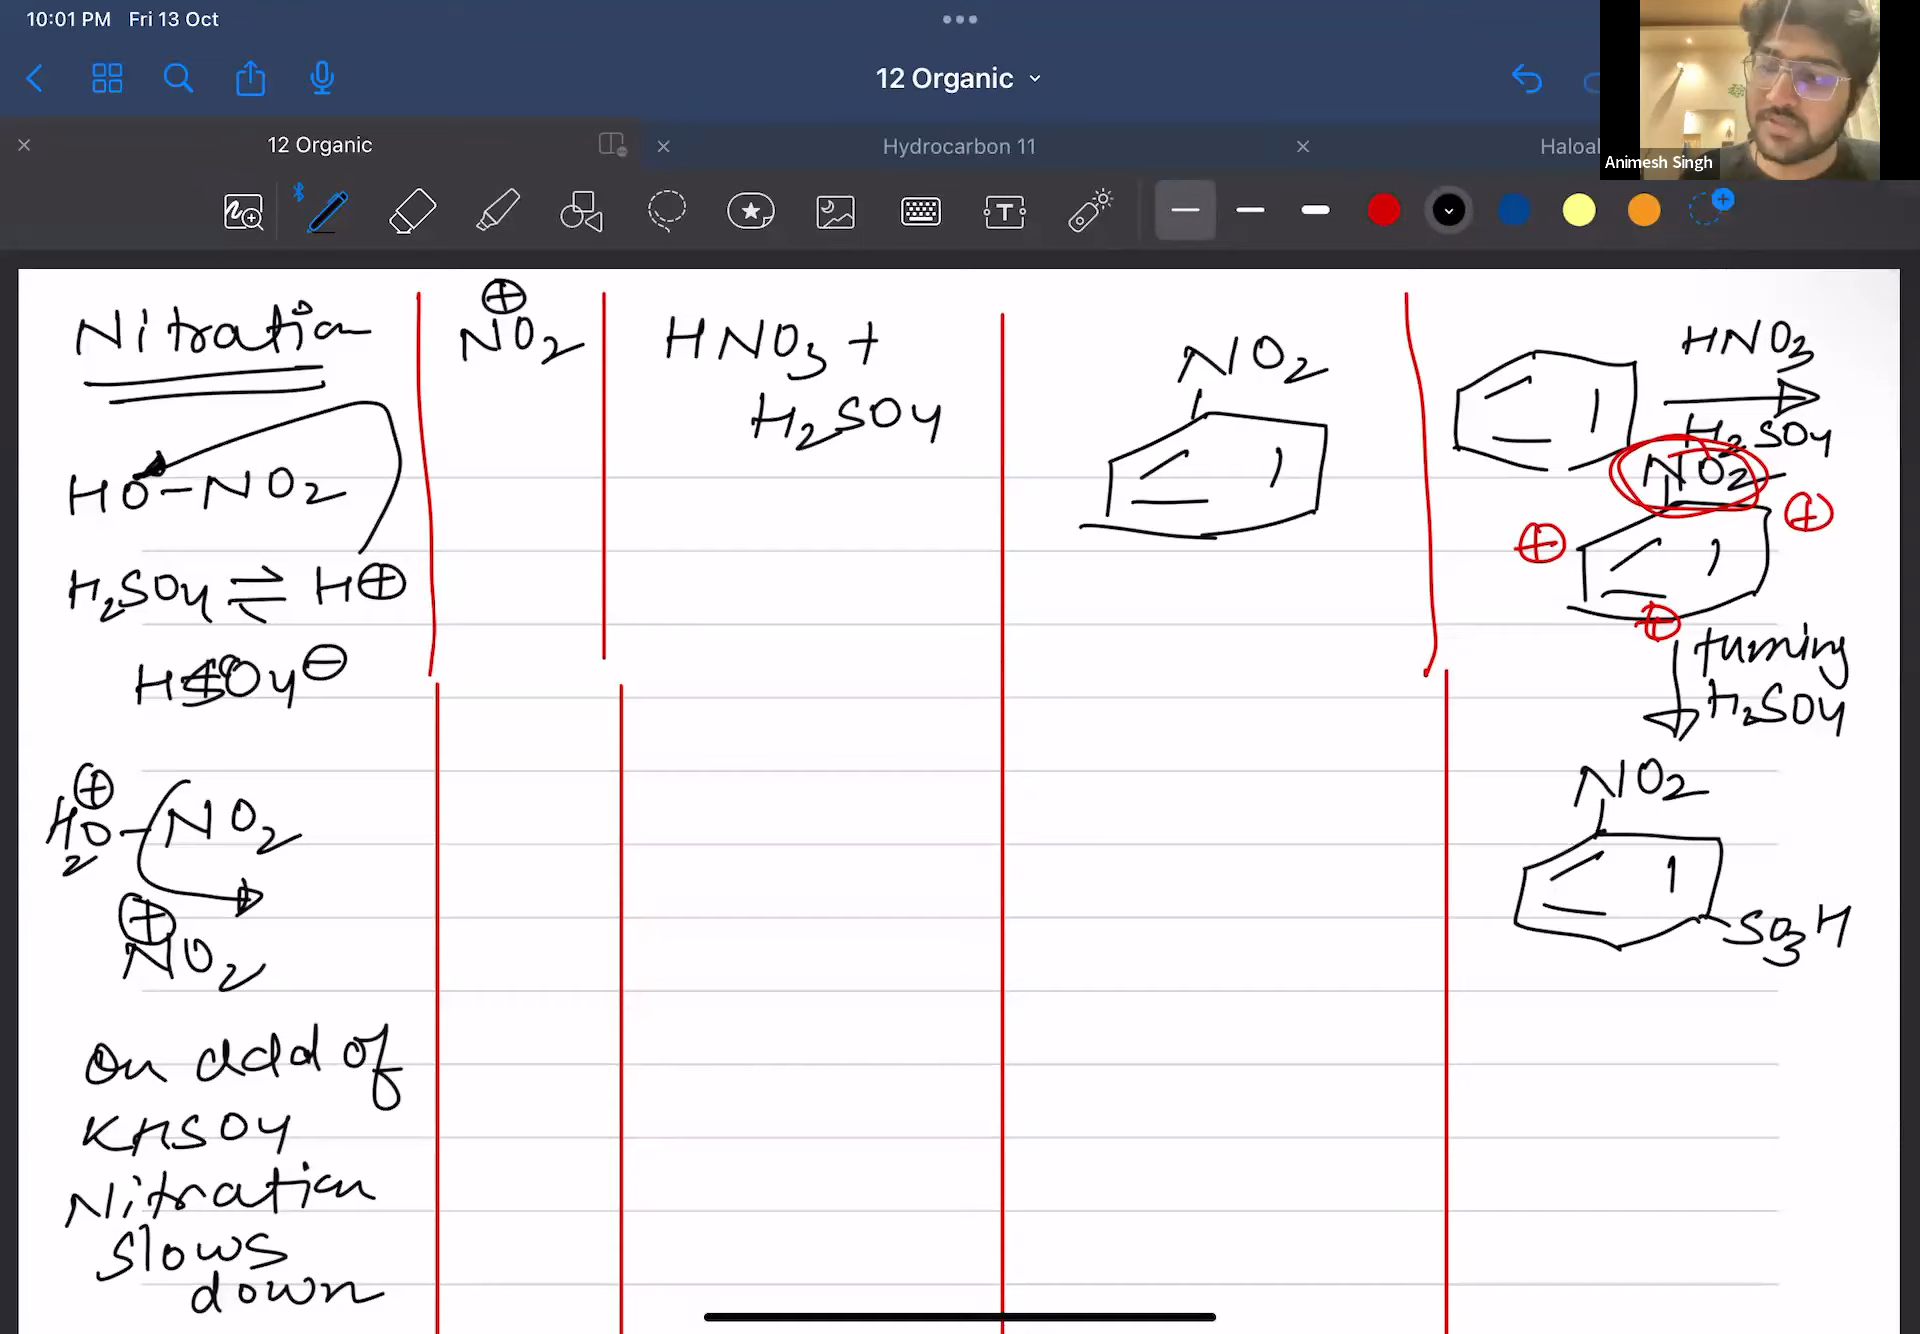 10:01 PM Fri 13 Oct
12 Organic
12 Organic
Hydrocarbon 11
Haloal
Animesh Singh
Nitration
HO-NO2
H2SO4 ⇌ H⊕
HSO4⊖
⊕
H2O-NO2
⊕
NO2
On add of
KHSO4
Nitration
slows
down
⊕
NO2
HNO3 +
H2SO4
NO2
HNO3
H2SO4
NO2
⊕
⊕
⊕
fuming
H2SO4
NO2
SO3H